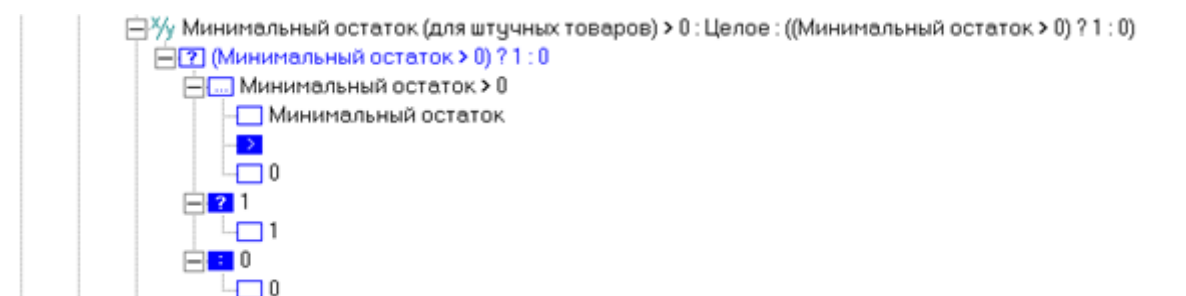 X/y Минимальный остаток (для штучных товаров) > 0 : Целое : ((Минимальный остаток > 0) ? 1 : 0)
? (Минимальный остаток > 0) ? 1 : 0
... Минимальный остаток > 0
Минимальный остаток
>
0
? 1
1
: 0
0